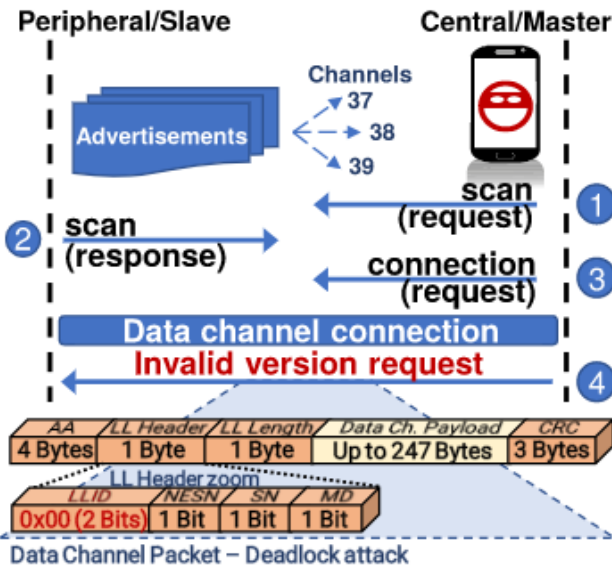 Peripheral/Slave
Central/Master
Channels
37
Advertisements
38
39
scan
(request)
1
2
scan
(response)
connection
(request)
3
Data channel connection
Invalid version request
4
AA
LL Header
LL Length
Data Ch. Payload
CRC
4 Bytes
1 Byte
1 Byte
Up to 247 Bytes
3 Bytes
LL Header zoom
LLID
NESN
SN
MD
0x00 (2 Bits)
1 Bit
1 Bit
1 Bit
Data Channel Packet – Deadlock attack